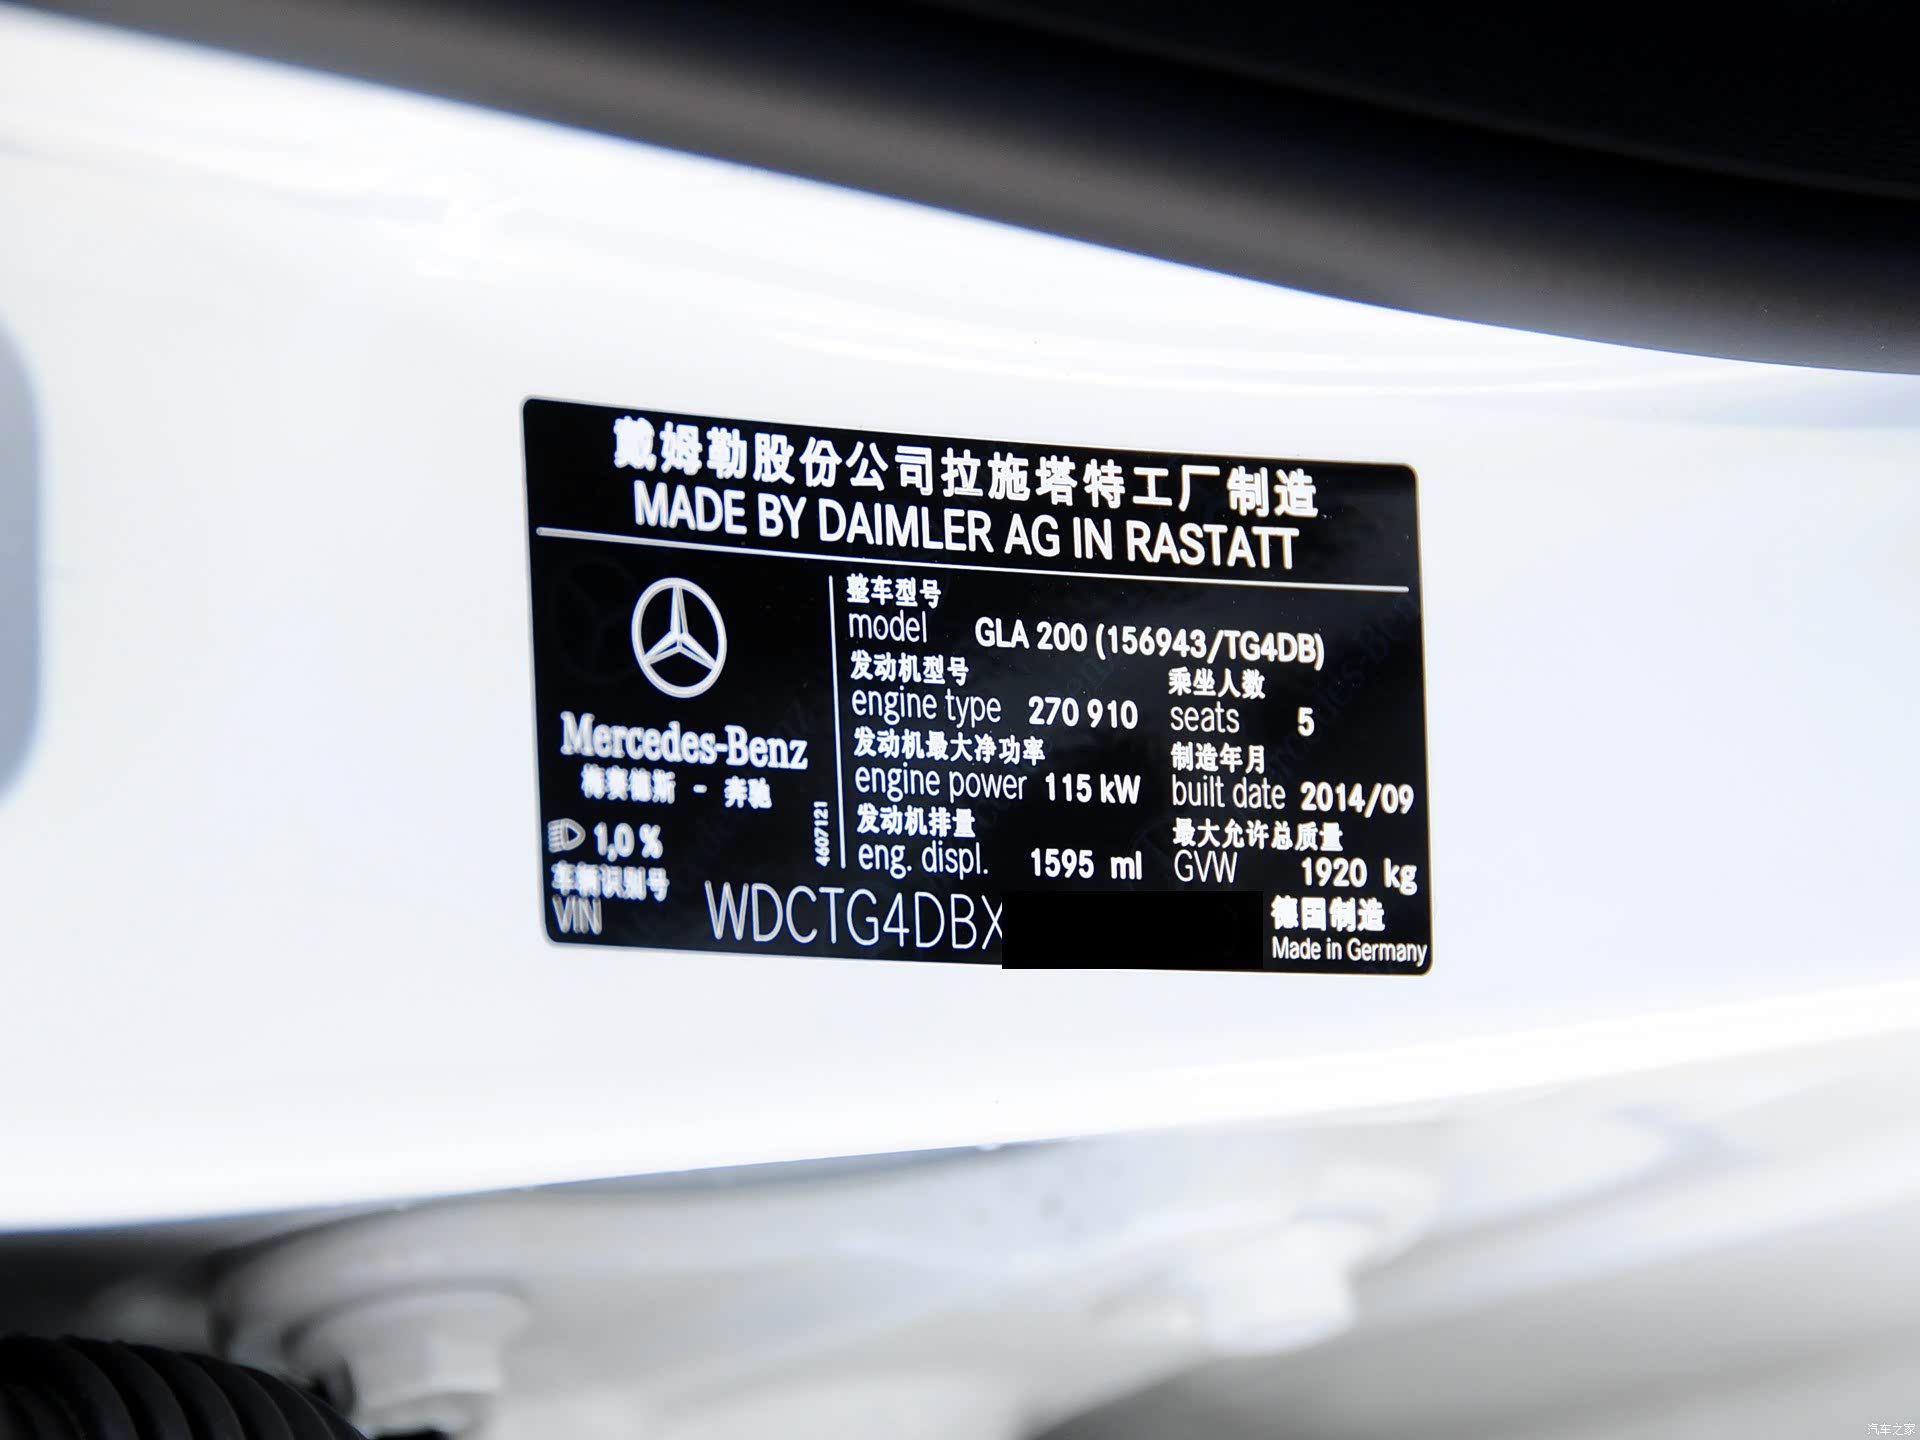 戴姆勒股份公司拉施塔特工厂制造
MADE BY DAIMLER AG IN RASTATT
Mercedes-Benz
梅赛德斯 - 奔驰
1,0 %
4607121
整车型号
model GLA 200 (156943/TG4DB)
发动机型号
engine type 270 910
乘坐人数
seats 5
发动机最大净功率
engine power 115 kW
制造年月
built date 2014/09
发动机排量
eng. displ. 1595 ml
最大允许总质量
GVW 1920 kg
车辆识别号
VIN WDCTG4DBX
德国制造
Made in Germany
汽车之家